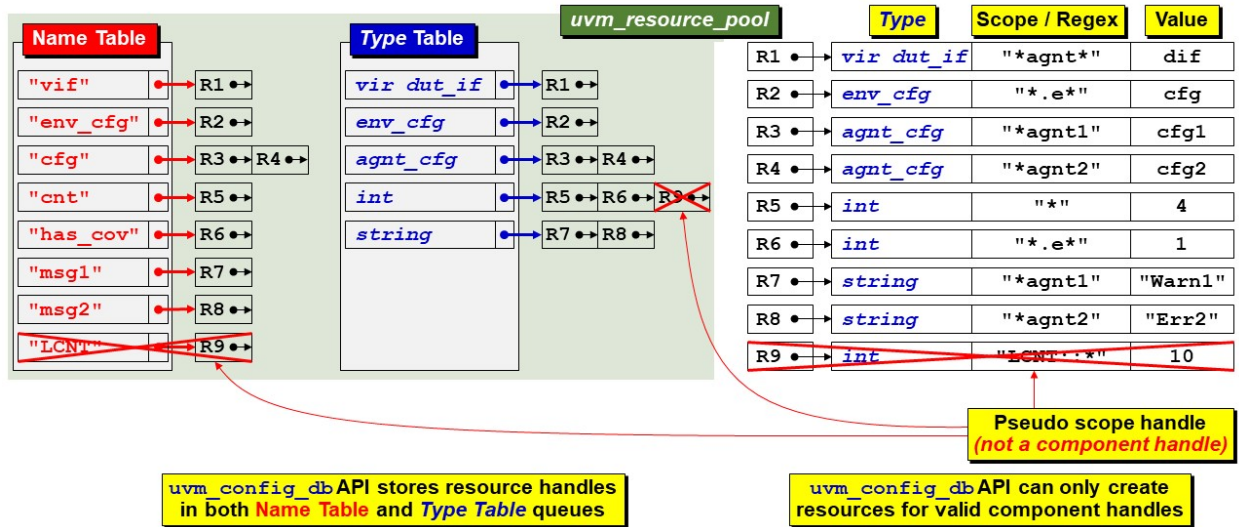 uvm_resource_pool
Name Table
Type Table
Type
Scope / Regex
Value
"vif" R1
vir dut_if R1
R1 vir dut_if "*agnt*" dif
"env_cfg" R2
env_cfg R2
R2 env_cfg "*.e*" cfg
"cfg" R3 R4
agnt_cfg R3 R4
R3 agnt_cfg "*agnt1" cfg1
R4 agnt_cfg "*agnt2" cfg2
"cnt" R5
int R5 R6 R9
R5 int "*" 4
"has_cov" R6
string R7 R8
R6 int "*.e*" 1
"msg1" R7
R7 string "*agnt1" "Warn1"
"msg2" R8
R8 string "*agnt2" "Err2"
"LCNT" R9
R9 int "LCNT::*" 10
Pseudo scope handle
(not a component handle)
uvm_config_db API stores resource handles
in both Name Table and Type Table queues
uvm_config_db API can only create
resources for valid component handles